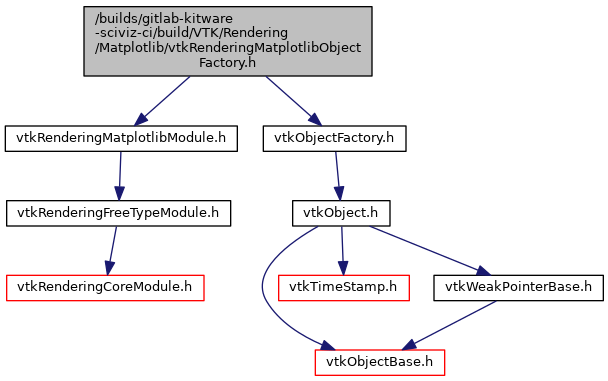 /builds/gitlab-kitware
-sciviz-ci/build/VTK/Rendering
/Matplotlib/vtkRenderingMatplotlibObject
Factory.h
vtkRenderingMatplotlibModule.h
vtkObjectFactory.h
vtkRenderingFreeTypeModule.h
vtkObject.h
vtkRenderingCoreModule.h
vtkTimeStamp.h
vtkWeakPointerBase.h
vtkObjectBase.h